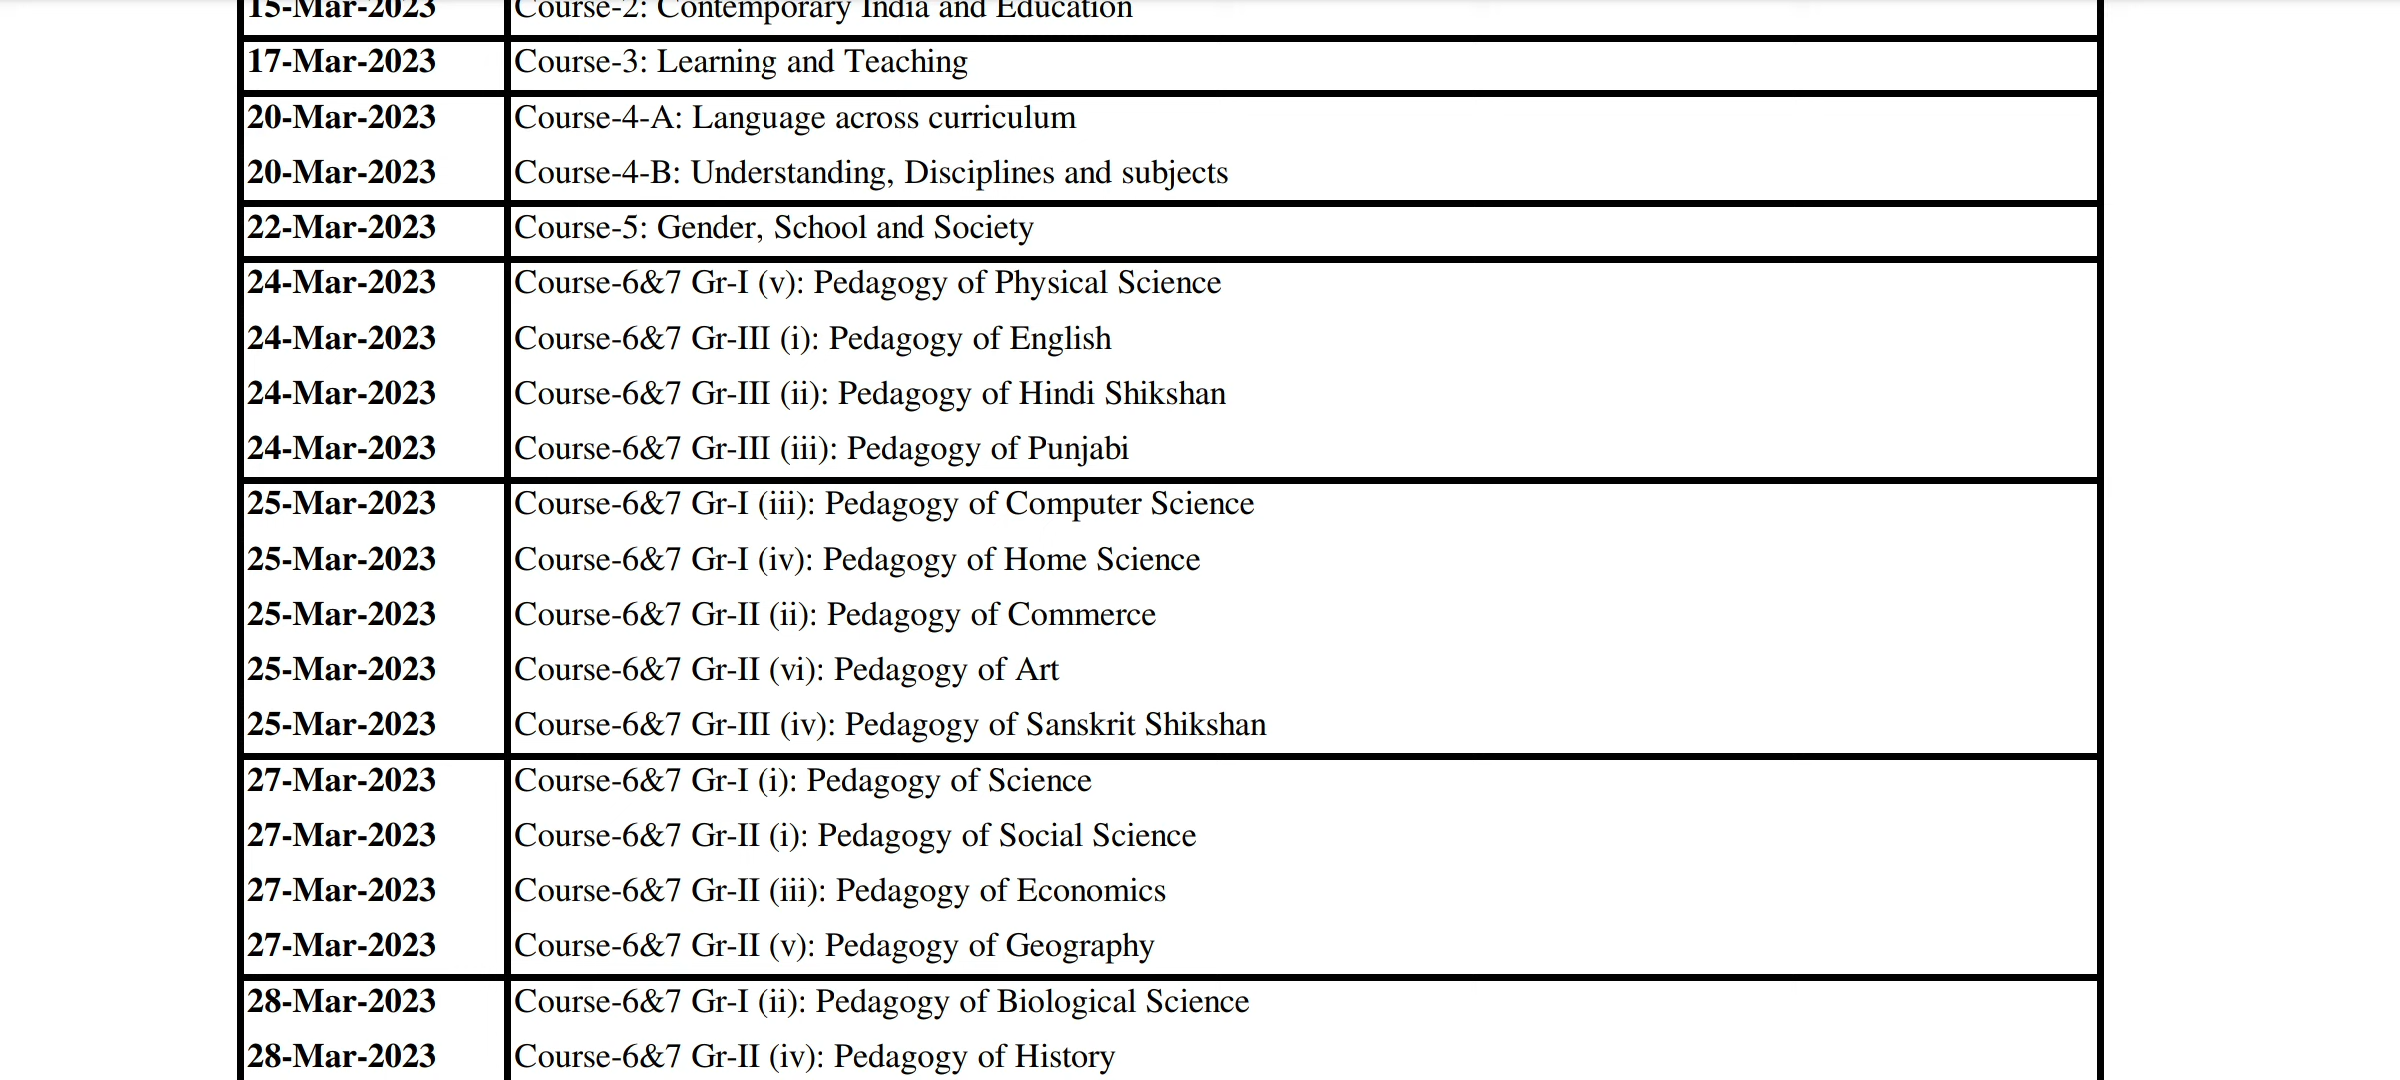 15-Mar-2023 Course-2: Contemporary India and Education
17-Mar-2023 Course-3: Learning and Teaching
20-Mar-2023 Course-4-A: Language across curriculum
20-Mar-2023 Course-4-B: Understanding, Disciplines and subjects
22-Mar-2023 Course-5: Gender, School and Society
24-Mar-2023 Course-6&7 Gr-I (v): Pedagogy of Physical Science
24-Mar-2023 Course-6&7 Gr-III (i): Pedagogy of English
24-Mar-2023 Course-6&7 Gr-III (ii): Pedagogy of Hindi Shikshan
24-Mar-2023 Course-6&7 Gr-III (iii): Pedagogy of Punjabi
25-Mar-2023 Course-6&7 Gr-I (iii): Pedagogy of Computer Science
25-Mar-2023 Course-6&7 Gr-I (iv): Pedagogy of Home Science
25-Mar-2023 Course-6&7 Gr-II (ii): Pedagogy of Commerce
25-Mar-2023 Course-6&7 Gr-II (vi): Pedagogy of Art
25-Mar-2023 Course-6&7 Gr-III (iv): Pedagogy of Sanskrit Shikshan
27-Mar-2023 Course-6&7 Gr-I (i): Pedagogy of Science
27-Mar-2023 Course-6&7 Gr-II (i): Pedagogy of Social Science
27-Mar-2023 Course-6&7 Gr-II (iii): Pedagogy of Economics
27-Mar-2023 Course-6&7 Gr-II (v): Pedagogy of Geography
28-Mar-2023 Course-6&7 Gr-I (ii): Pedagogy of Biological Science
28-Mar-2023 Course-6&7 Gr-II (iv): Pedagogy of History